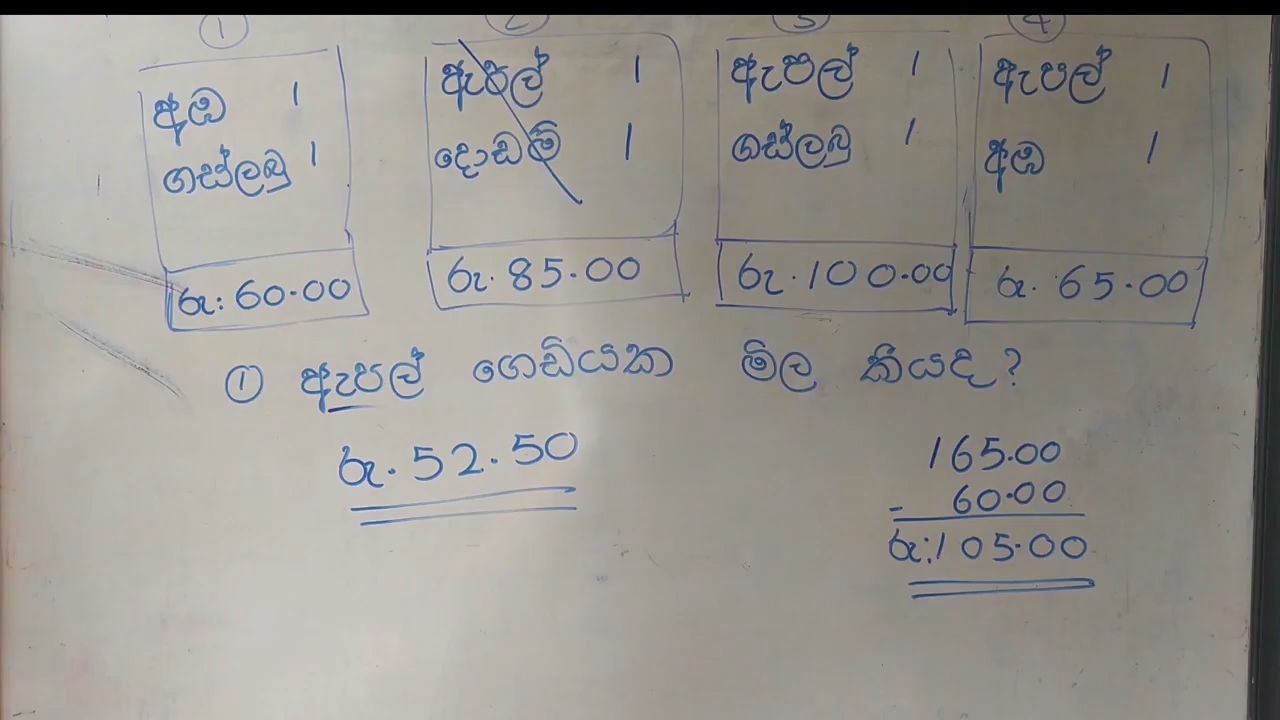 1 2 3 4
අඹ 1
ගස්ලබු 1
රු: 60.00
ඇපල් 1
දොඩම් 1
රු. 85.00
ඇපල් 1
ගස්ලබු 1
රු. 100.00
ඇපල් 1
අඹ 1
රු. 65.00
1 ඇපල් ගෙඩියක මිල කීයද?
රු. 52.50
165.00
- 60.00
රු: 105.00